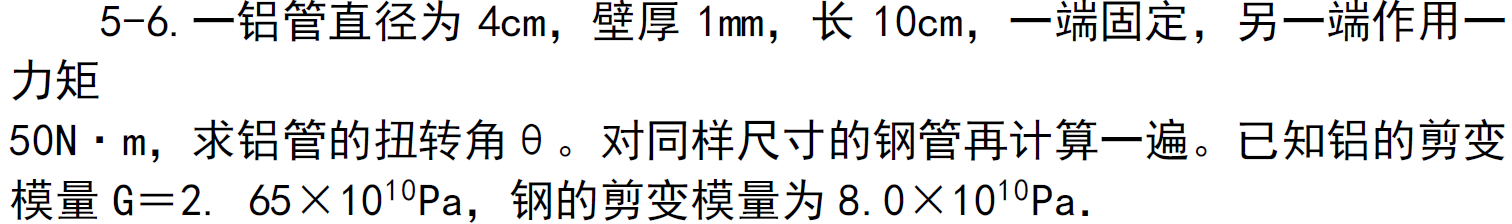 5-6.一铝管直径为 4cm，壁厚 1mm，长 10cm，一端固定，另一端作用一
力矩
50N·m，求铝管的扭转角θ。对同样尺寸的钢管再计算一遍。已知铝的剪变
模量 G＝2. 65×10¹⁰Pa，钢的剪变模量为 8.0×10¹⁰Pa.